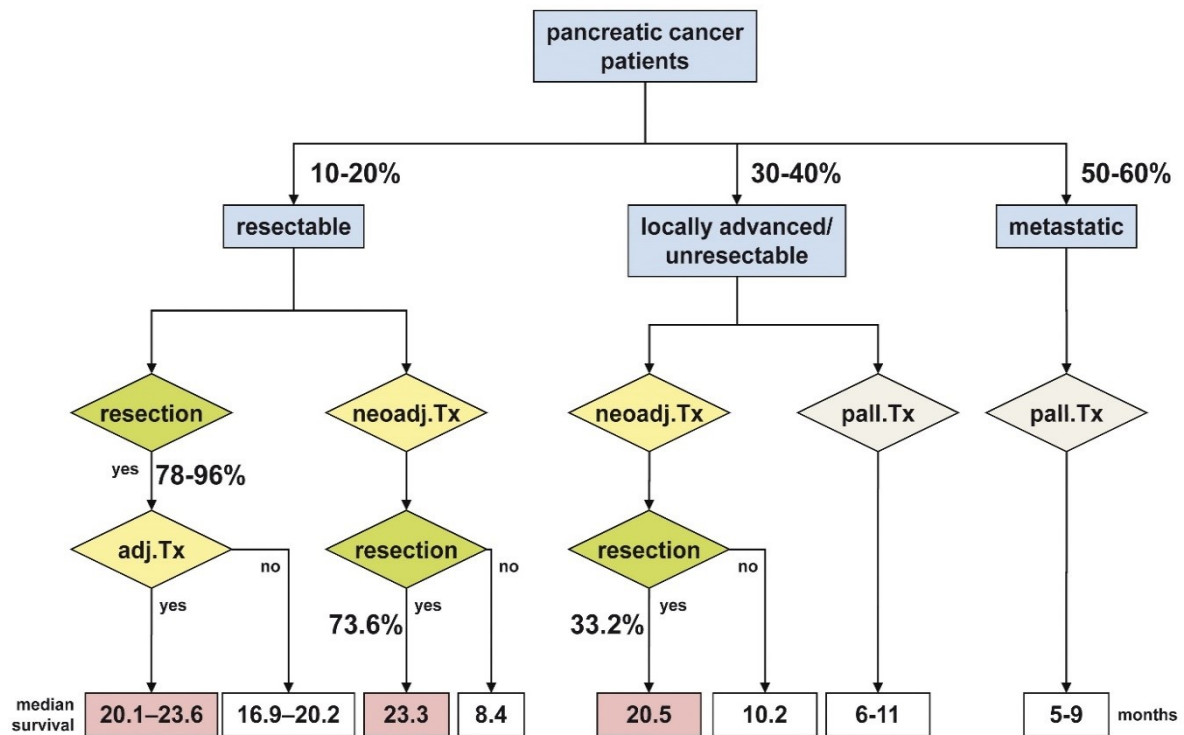 pancreatic cancer
patients
10-20%
30-40%
50-60%
resectable
locally advanced/
unresectable
metastatic
resection
neoadj.Tx
neoadj.Tx
pall.Tx
pall.Tx
yes
78-96%
adj.Tx
resection
resection
no
no
no
yes
yes
yes
73.6%
33.2%
median
survival
20.1–23.6
16.9–20.2
23.3
8.4
20.5
10.2
6-11
5-9
months